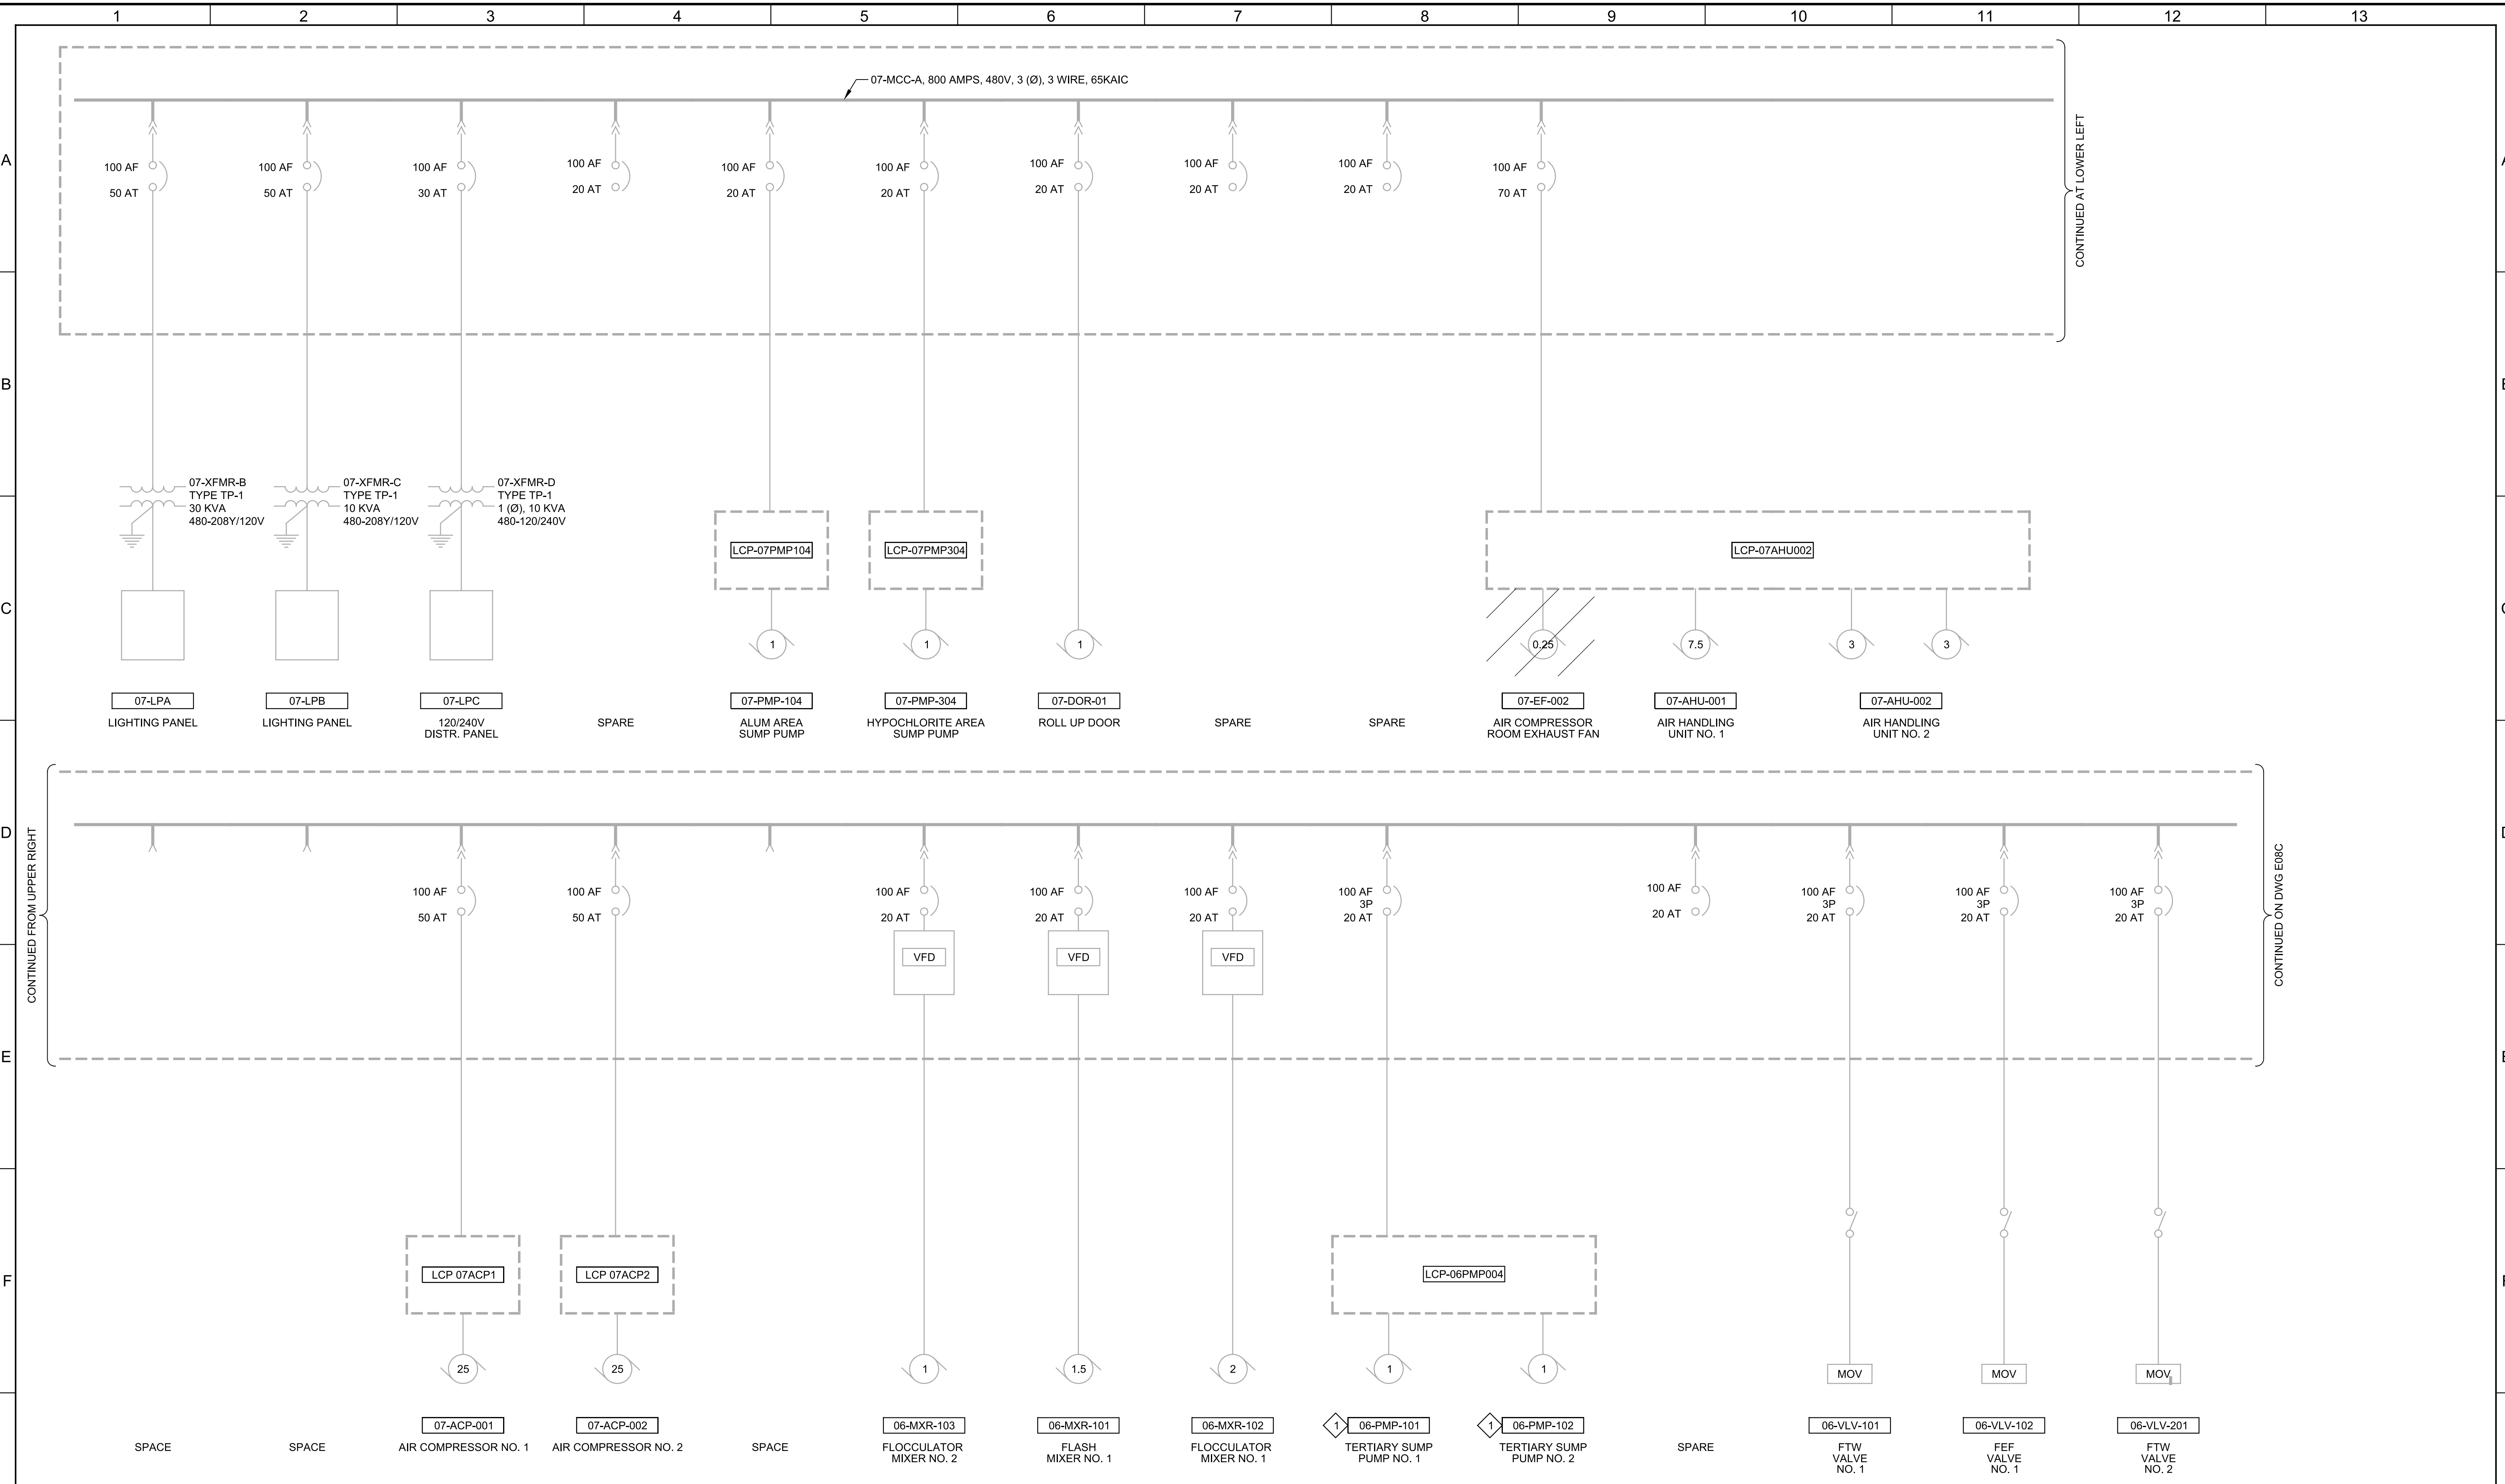 1 2 3 4 5 6 7 8 9 10 11 12 13
07-MCC-A, 800 AMPS, 480V, 3 (Ø), 3 WIRE, 65KAIC
A
100 AF
50 AT
100 AF
50 AT
100 AF
30 AT
100 AF
20 AT
100 AF
20 AT
100 AF
20 AT
100 AF
20 AT
100 AF
20 AT
100 AF
20 AT
100 AF
70 AT
CONTINUED AT LOWER LEFT
B
07-XFMR-B
TYPE TP-1
30 KVA
480-208Y/120V
07-XFMR-C
TYPE TP-1
10 KVA
480-208Y/120V
07-XFMR-D
TYPE TP-1
1 (Ø), 10 KVA
480-120/240V
LCP-07PMP104
LCP-07PMP304
LCP-07AHU002
C
1
1
1
0.25
7.5
3
3
07-LPA
LIGHTING PANEL
07-LPB
LIGHTING PANEL
07-LPC
120/240V
DISTR. PANEL
SPARE
07-PMP-104
ALUM AREA
SUMP PUMP
07-PMP-304
HYPOCHLORITE AREA
SUMP PUMP
07-DOR-01
ROLL UP DOOR
SPARE
SPARE
07-EF-002
AIR COMPRESSOR
ROOM EXHAUST FAN
07-AHU-001
AIR HANDLING
UNIT NO. 1
07-AHU-002
AIR HANDLING
UNIT NO. 2
CONTINUED FROM UPPER RIGHT
D
100 AF
50 AT
100 AF
50 AT
100 AF
20 AT
100 AF
20 AT
100 AF
20 AT
100 AF
3P
20 AT
100 AF
20 AT
100 AF
3P
20 AT
100 AF
3P
20 AT
100 AF
3P
20 AT
CONTINUED ON DWG E08C
VFD
VFD
VFD
E
F
LCP 07ACP1
LCP 07ACP2
LCP-06PMP004
25
25
1
1.5
2
1
1
MOV
MOV
MOV
SPACE
SPACE
07-ACP-001
AIR COMPRESSOR NO. 1
07-ACP-002
AIR COMPRESSOR NO. 2
SPACE
06-MXR-103
FLOCCULATOR
MIXER NO. 2
06-MXR-101
FLASH
MIXER NO. 1
06-MXR-102
FLOCCULATOR
MIXER NO. 1
1 06-PMP-101
TERTIARY SUMP
PUMP NO. 1
1 06-PMP-102
TERTIARY SUMP
PUMP NO. 2
SPARE
06-VLV-101
FTW
VALVE
NO. 1
06-VLV-102
FEF
VALVE
NO. 1
06-VLV-201
FTW
VALVE
NO. 2